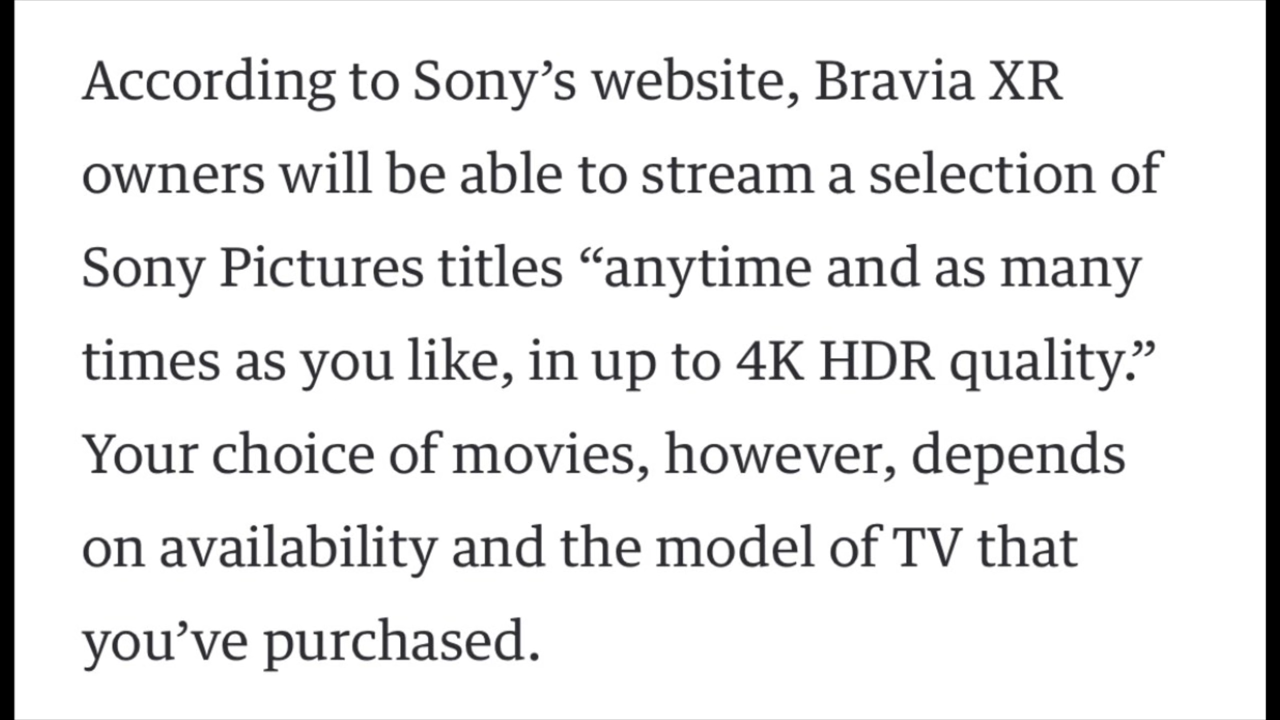 According to Sony’s website, Bravia XR
owners will be able to stream a selection of
Sony Pictures titles “anytime and as many
times as you like, in up to 4K HDR quality.”
Your choice of movies, however, depends
on availability and the model of TV that
you’ve purchased.